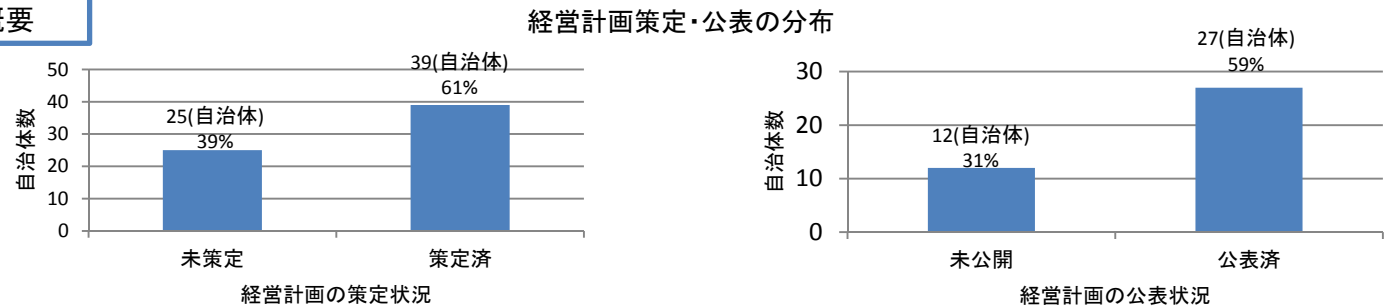 要
経営計画策定・公表の分布
50
40
30
20
10
0
自治体数
25(自治体)
39%
39(自治体)
61%
未策定
策定済
経営計画の策定状況
30
20
10
0
自治体数
12(自治体)
31%
27(自治体)
59%
未公開
公表済
経営計画の公表状況